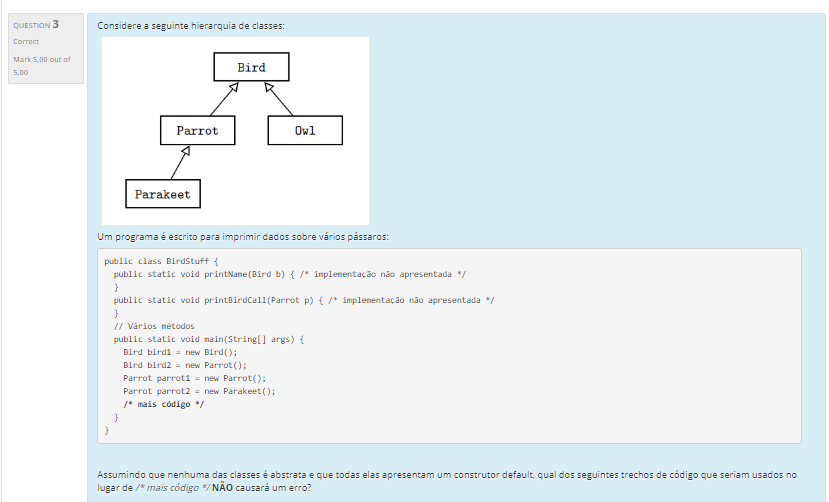 QUESTION 3
Correct
Mark 5,00 out of
5,00
Considere a seguinte hierarquia de classes:
Bird
Parrot Owl
Parakeet
Um programa é escrito para imprimir dados sobre vários pássaros:
public class BirdStuff {
public static void printName(Bird b) { /* implementação não apresentada */
}
public static void printBirdCall(Parrot p) { /* implementação não apresentada */
}
// Vários métodos
public static void main(String[] args) {
Bird bird1 = new Bird();
Bird bird2 = new Parrot();
Parrot parrot1 = new Parrot();
Parrot parrot2 = new Parakeet();
/* mais código */
}
}
Assumindo que nenhuma das classes é abstrata e que todas elas apresentam um construtor default, qual dos seguintes trechos de código que seriam usados no
lugar de /* mais código */ NÃO causará um erro?